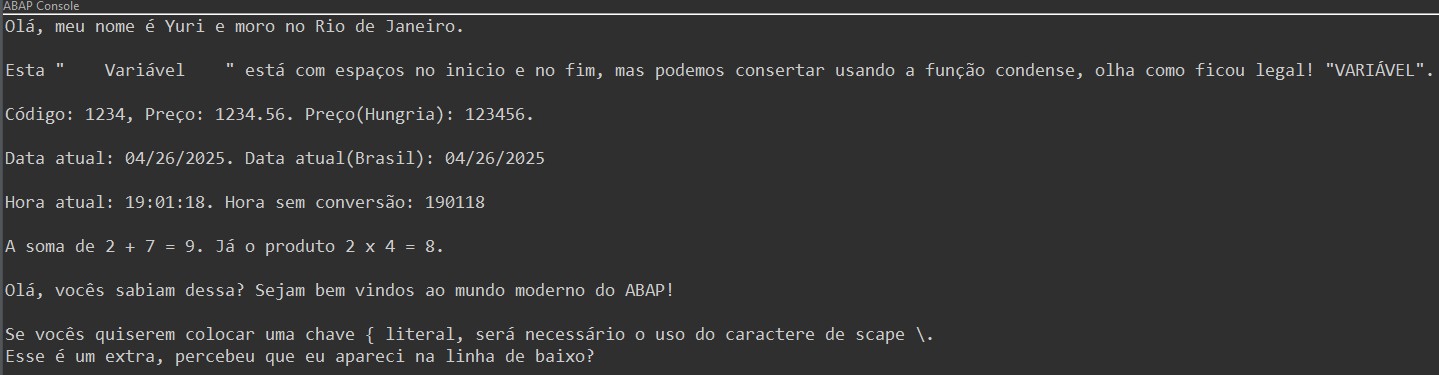 ABAP Console
Olá, meu nome é Yuri e moro no Rio de Janeiro.
Esta "    Variável    " está com espaços no inicio e no fim, mas podemos consertar usando a função condense, olha como ficou legal! "VARIÁVEL".
Código: 1234, Preço: 1234.56. Preço(Hungria): 123456.
Data atual: 04/26/2025. Data atual(Brasil): 04/26/2025
Hora atual: 19:01:18. Hora sem conversão: 190118
A soma de 2 + 7 = 9. Já o produto 2 x 4 = 8.
Olá, vocês sabiam dessa? Sejam bem vindos ao mundo moderno do ABAP!
Se vocês quiserem colocar uma chave { literal, será necessário o uso do caractere de scape \.
Esse é um extra, percebeu que eu apareci na linha de baixo?